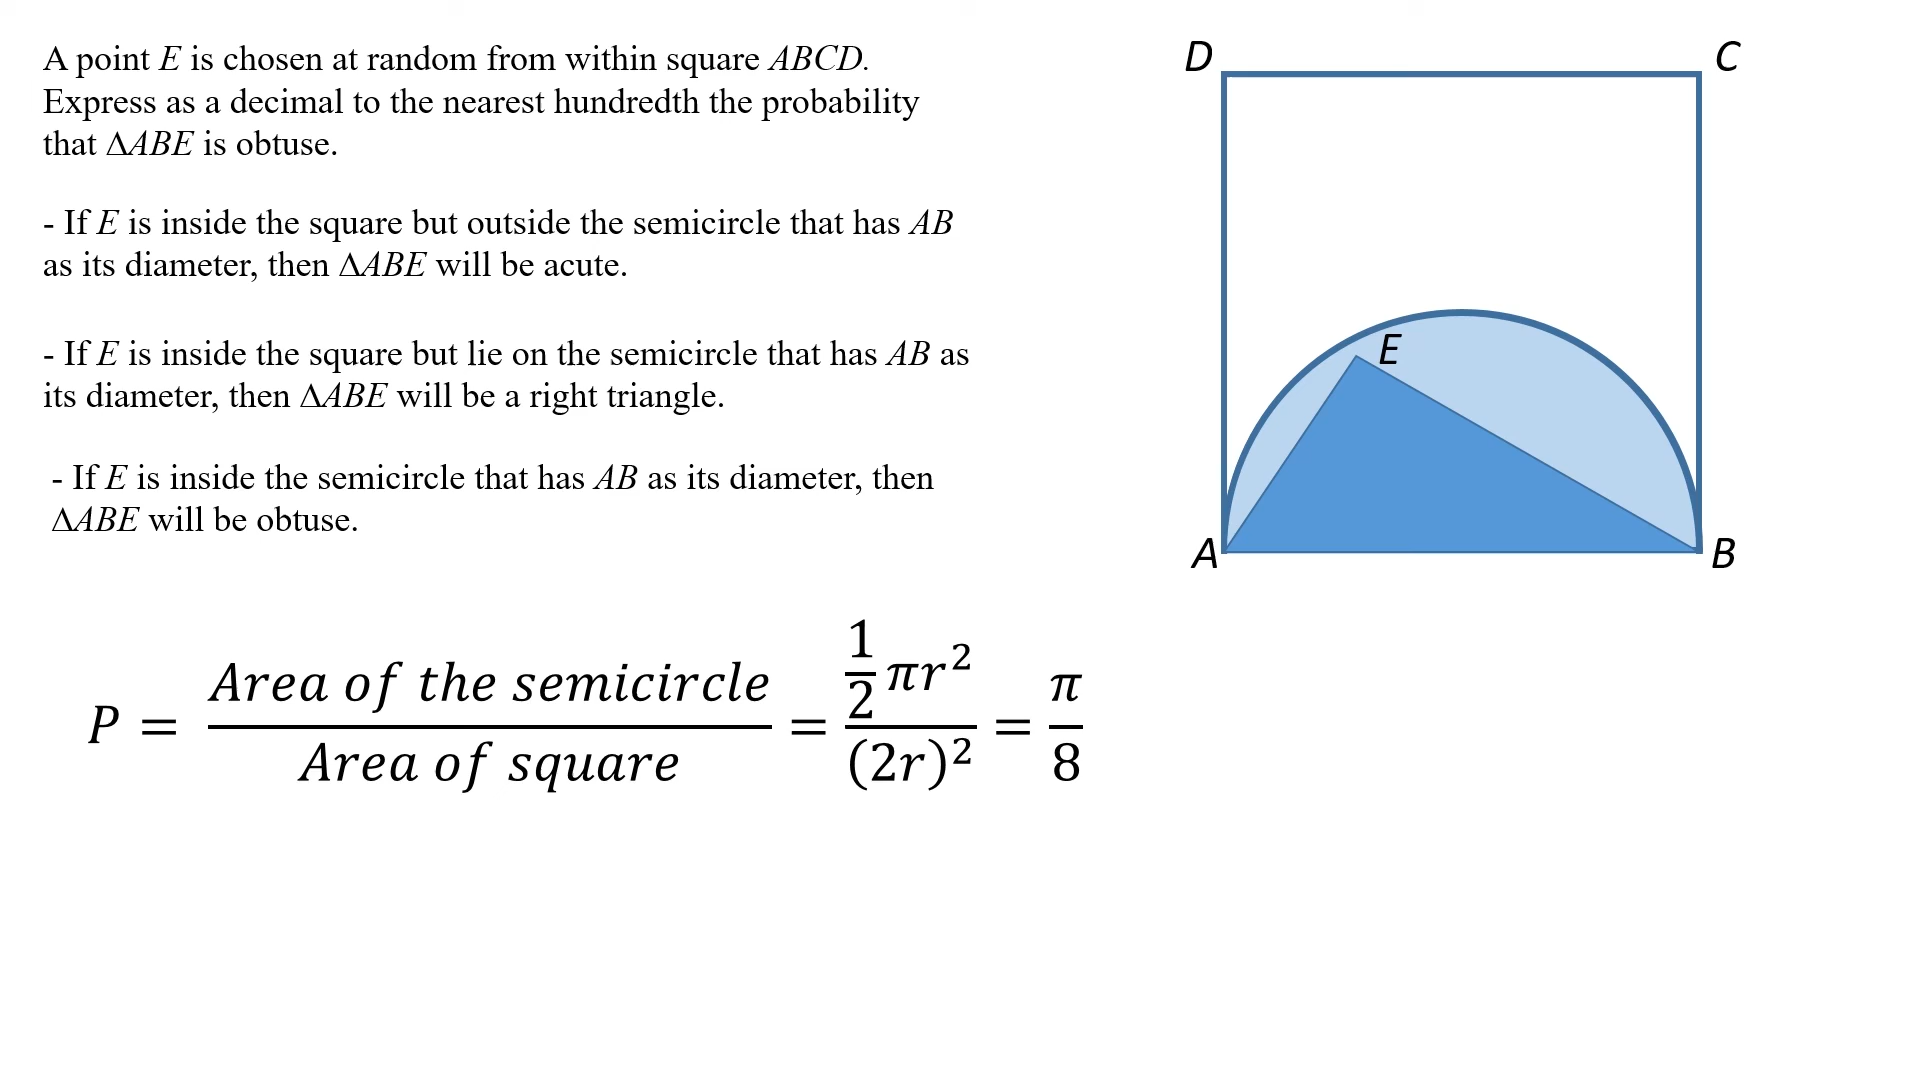 A point E is chosen at random from within square ABCD.
Express as a decimal to the nearest hundredth the probability
that ΔABE is obtuse.
- If E is inside the square but outside the semicircle that has AB
as its diameter, then ΔABE will be acute.
- If E is inside the square but lie on the semicircle that has AB as
its diameter, then ΔABE will be a right triangle.
- If E is inside the semicircle that has AB as its diameter, then
ΔABE will be obtuse.
P = Area of the semicircle / Area of square = 1/2 πr² / (2r)² = π / 8
D
C
E
A
B